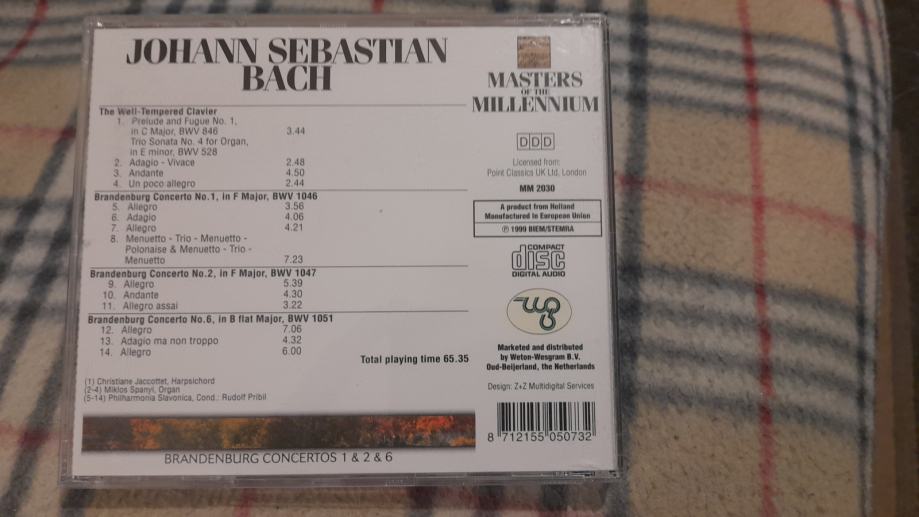 JOHANN SEBASTIAN
BACH
The Well-Tempered Clavier
1. Prelude and Fugue No. 1,
in C Major, BWV 846 3.44
Trio Sonata No. 4 for Organ,
in E minor, BWV 528
2. Adagio - Vivace 2.48
3. Andante 4.50
4. Un poco allegro 2.44
Brandenburg Concerto No.1, in F Major, BWV 1046
5. Allegro 3.56
6. Adagio 4.06
7. Allegro 4.21
8. Menuetto - Trio - Menuetto -
Polonaise & Menuetto - Trio -
Menuetto 7.23
Brandenburg Concerto No.2, in F Major, BWV 1047
9. Allegro 5.39
10. Andante 4.30
11. Allegro assai 3.22
Brandenburg Concerto No.6, in B flat Major, BWV 1051
12. Allegro 7.06
13. Adagio ma non troppo 4.32
14. Allegro 6.00
Total playing time 65.35
(1) Christiane Jaccottet, Harpsichord
(2-4) Miklos Spanyi, Organ
(5-14) Philharmonia Slavonica, Cond.: Rudolf Pribil
BRANDENBURG CONCERTOS 1 & 2 & 6
MASTERS
OF THE
MILLENNIUM
DDD
Licensed from:
Point Classics UK Ltd, London
MM 2030
A product from Holland
Manufactured in European Union
℗ 1999 BIEM/STEMRA
COMPACT
disc
DIGITAL AUDIO
Marketed and distributed
by Weton-Wesgram B.V.
Oud-Beijerland, the Netherlands
Design: Z+Z Multidigital Services
8 712155 050732